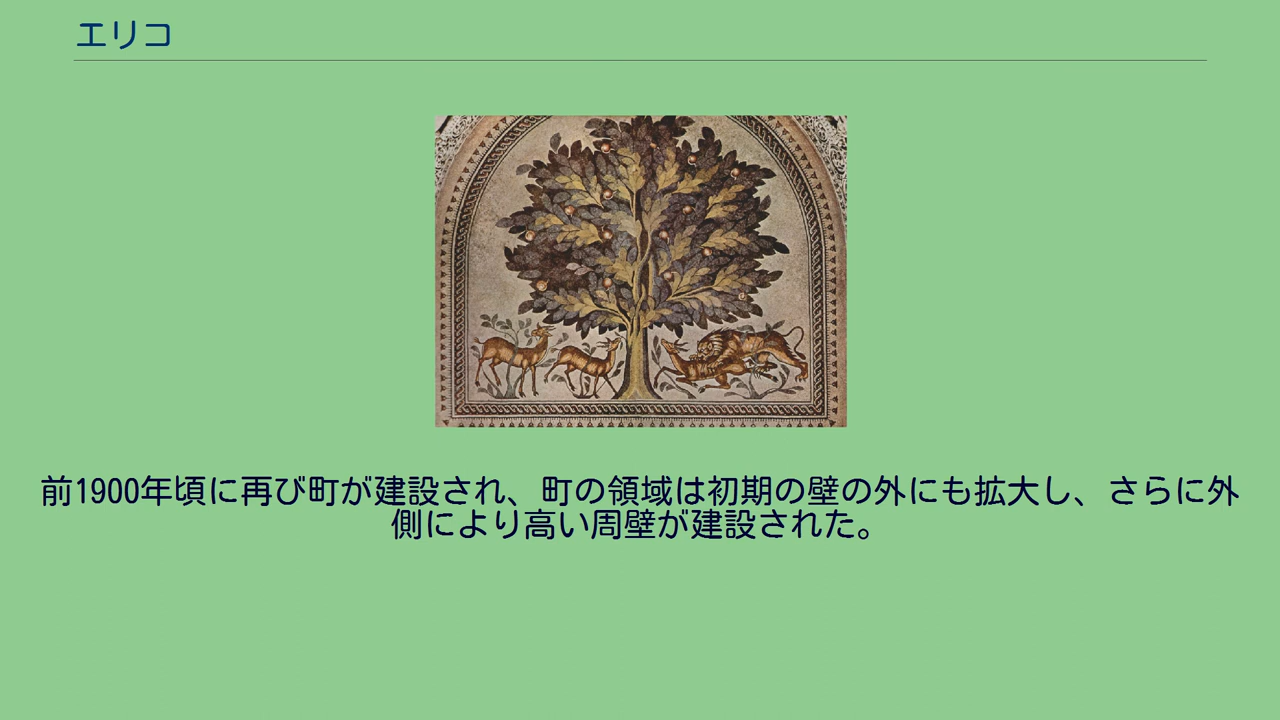 エリコ
前1900年頃に再び町が建設され、町の領域は初期の壁の外にも拡大し、さらに外
側により高い周壁が建設された。